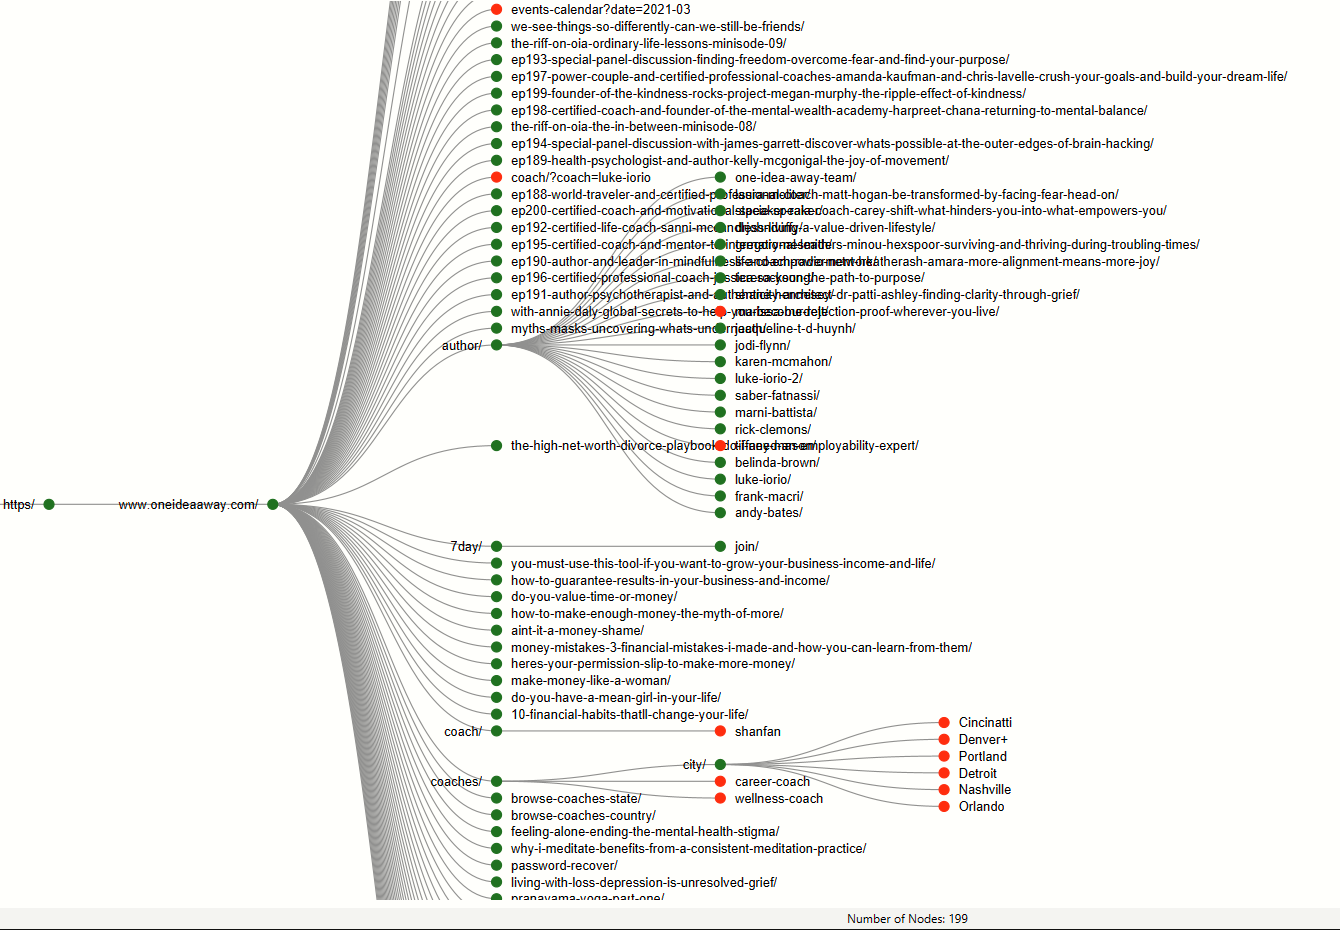 events-calendar?date=2021-03
we-see-things-so-differently-can-we-still-be-friends/
the-riff-on-oia-ordinary-life-lessons-minisode-09/
ep193-special-panel-discussion-finding-freedom-overcome-fear-and-find-your-purpose/
ep197-power-couple-and-certified-professional-coaches-amanda-kaufman-and-chris-lavelle-crush-your-goals-and-build-your-dream-life/
ep199-founder-of-the-kindness-rocks-project-megan-murphy-the-ripple-effect-of-kindness/
ep198-certified-coach-and-founder-of-the-mental-wealth-academy-harpreet-chana-returning-to-mental-balance/
the-riff-on-oia-the-in-between-minisode-08/
ep194-special-panel-discussion-with-james-garrett-discover-whats-possible-at-the-outer-edges-of-brain-hacking/
ep189-health-psychologist-and-author-kelly-mcgonigal-the-joy-of-movement/
coach/?coach=luke-iorio
one-idea-away-team/
ep188-world-traveler-and-certified-professional-coach-matt-hogan-be-transformed-by-facing-fear-head-on/
ep200-certified-coach-and-motivational-speaker-coach-carey-shift-what-hinders-you-into-what-empowers-you/
ep192-certified-life-coach-sanni-mc living-a-value-driven-lifestyle/
ep195-certified-coach-and-mentor-to-international-leaders-minou-hexspoor-surviving-and-thriving-during-troubling-times/
ep190-author-and-leader-in-mindfulness-and-empowerment-heatherash-amara-more-alignment-means-more-joy/
ep196-certified-professional-coach-jessica the-path-to-purpose/
ep191-author-psychotherapist-and-authenticity-architect-dr-patti-ashley-finding-clarity-through-grief/
with-annie-daly-global-secrets-to-help-you-become-rejection-proof-wherever-you-live/
myths-masks-uncovering-whats-underneath/
jacqueline-t-d-huynh/
author/
jodi-flynn/
karen-mcmahon/
luke-iorio-2/
saber-fatnassi/
marni-battista/
rick-clemons/
the-high-net-worth-divorce-playbook employability-expert/
belinda-brown/
luke-iorio/
frank-macri/
https/
www.oneideaaway.com/
andy-bates/
7day/
join/
you-must-use-this-tool-if-you-want-to-grow-your-business-income-and-life/
how-to-guarantee-results-in-your-business-and-income/
do-you-value-time-or-money/
how-to-make-enough-money-the-myth-of-more/
aint-it-a-money-shame/
money-mistakes-3-financial-mistakes-i-made-and-how-you-can-learn-from-them/
heres-your-permission-slip-to-make-more-money/
make-money-like-a-woman/
do-you-have-a-mean-girl-in-your-life/
10-financial-habits-thatll-change-your-life/
coach/
shanfan
Cincinatti
Denver+
Portland
city/
Detroit
coaches/
career-coach
Nashville
browse-coaches-state/
wellness-coach
Orlando
browse-coaches-country/
feeling-alone-ending-the-mental-health-stigma/
why-i-meditate-benefits-from-a-consistent-meditation-practice/
password-recover/
living-with-loss-depression-is-unresolved-grief/
pranayama-yoga-part-one/
Number of Nodes: 199